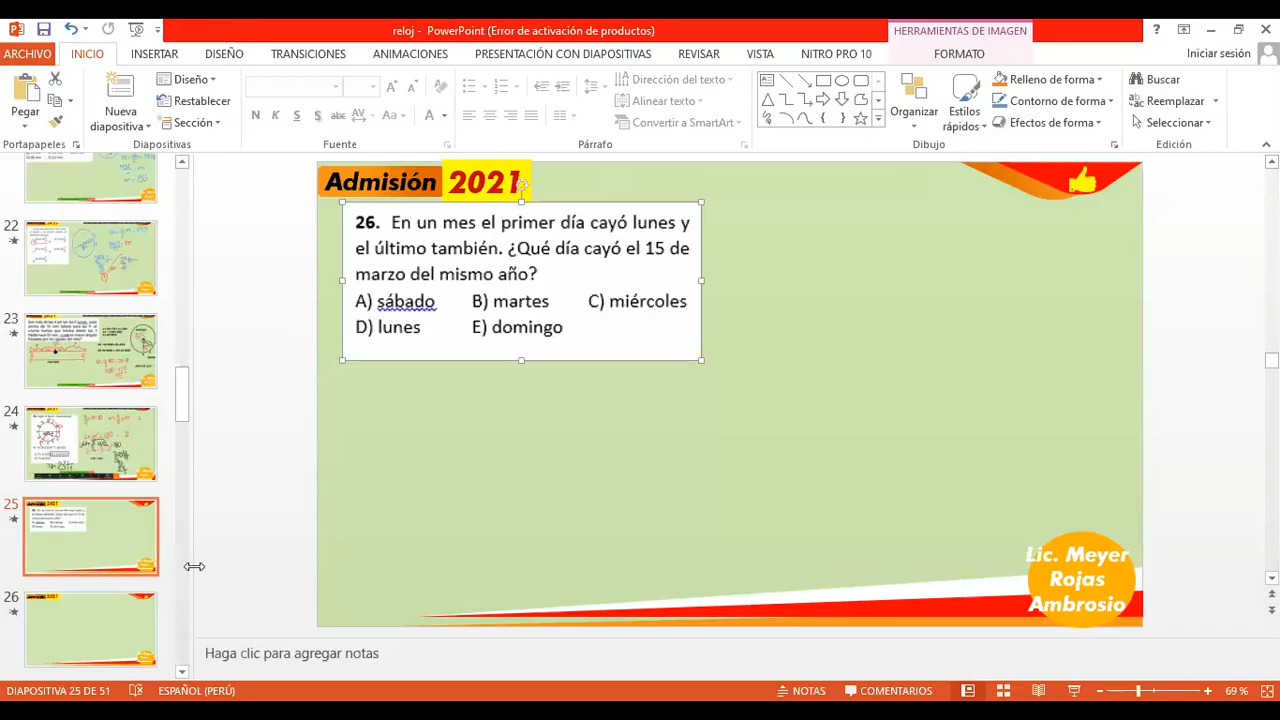 reloj - PowerPoint (Error de activación de productos)
HERRAMIENTAS DE IMAGEN
ARCHIVO INICIO INSERTAR DISEÑO TRANSICIONES ANIMACIONES PRESENTACIÓN CON DIAPOSITIVAS REVISAR VISTA NITRO PRO 10 FORMATO Iniciar sesión
Pegar
Nueva diapositiva
Diseño
Restablecer
Sección
Dirección del texto
Alinear texto
Convertir a SmartArt
Organizar
Estilos rápidos
Relleno de forma
Contorno de forma
Efectos de forma
Buscar
Reemplazar
Seleccionar
Portapapeles Diapositivas Fuente Párrafo Dibujo Edición
22
23
24
25
26
Admisión 2021
26. En un mes el primer día cayó lunes y
el último también. ¿Qué día cayó el 15 de
marzo del mismo año?
A) sábado B) martes C) miércoles
D) lunes E) domingo
Lic. Meyer
Rojas
Ambrosio
Haga clic para agregar notas
DIAPOSITIVA 25 DE 51 ESPAÑOL (PERÚ) NOTAS COMENTARIOS 69 %